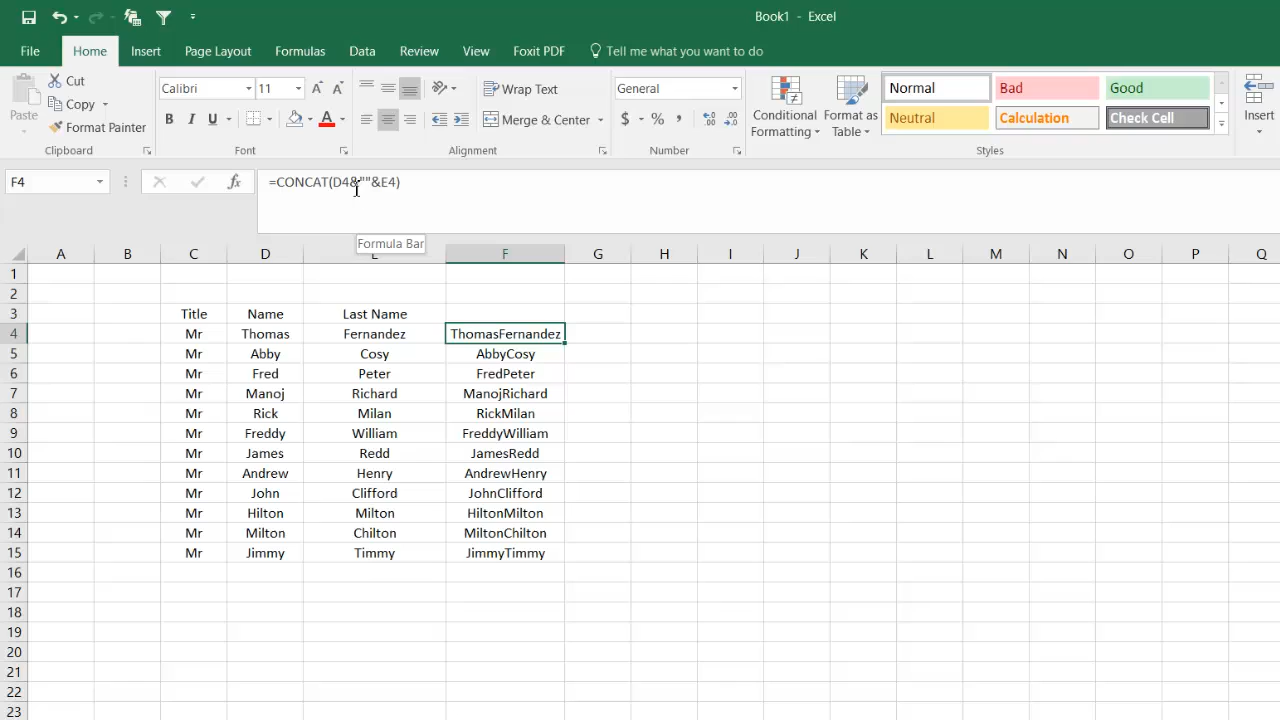 Book1 - Excel
File Home Insert Page Layout Formulas Data Review View Foxit PDF Tell me what you want to do
Paste Cut Copy Format Painter Clipboard
Calibri 11 B I U A Font
Wrap Text Merge & Center Alignment
General $ % , Number
Conditional Formatting Format as Table
Normal Bad Good
Neutral Calculation Check Cell
Styles
Insert
F4 fx =CONCAT(D4&""&E4)
Formula Bar
A B C D F G H I J K L M N O P Q
1
2
3 Title Name Last Name
4 Mr Thomas Fernandez ThomasFernandez
5 Mr Abby Cosy AbbyCosy
6 Mr Fred Peter FredPeter
7 Mr Manoj Richard ManojRichard
8 Mr Rick Milan RickMilan
9 Mr Freddy William FreddyWilliam
10 Mr James Redd JamesRedd
11 Mr Andrew Henry AndrewHenry
12 Mr John Clifford JohnClifford
13 Mr Hilton Milton HiltonMilton
14 Mr Milton Chilton MiltonChilton
15 Mr Jimmy Timmy JimmyTimmy
16
17
18
19
20
21
22
23